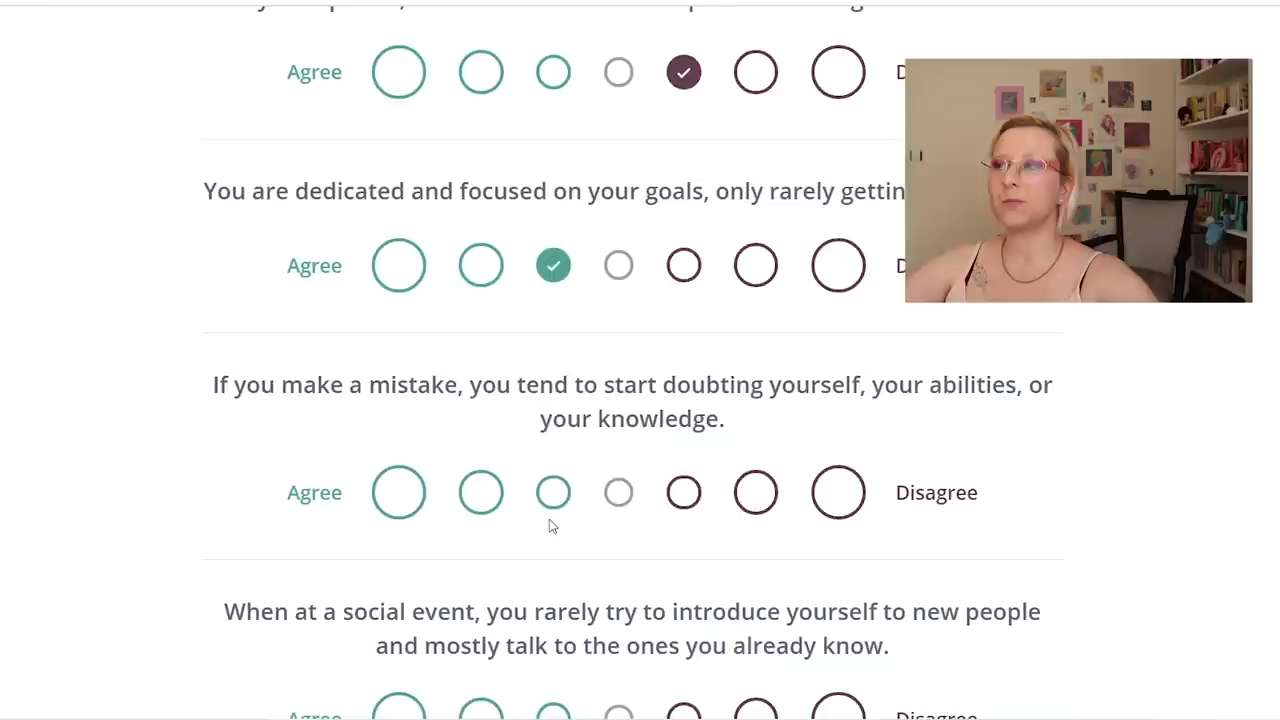 Agree
You are dedicated and focused on your goals, only rarely
Agree
If you make a mistake, you tend to start doubting yourself, your abilities, or
your knowledge.
Agree Disagree
When at a social event, you rarely try to introduce yourself to new people
and mostly talk to the ones you already know.
Agree Disagree